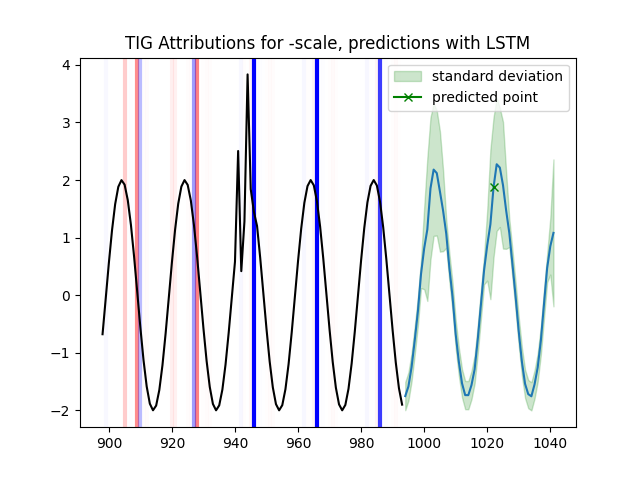 TIG Attributions for -scale, predictions with LSTM
standard deviation
predicted point
4
3
2
1
0
−1
−2
900 920 940 960 980 1000 1020 1040